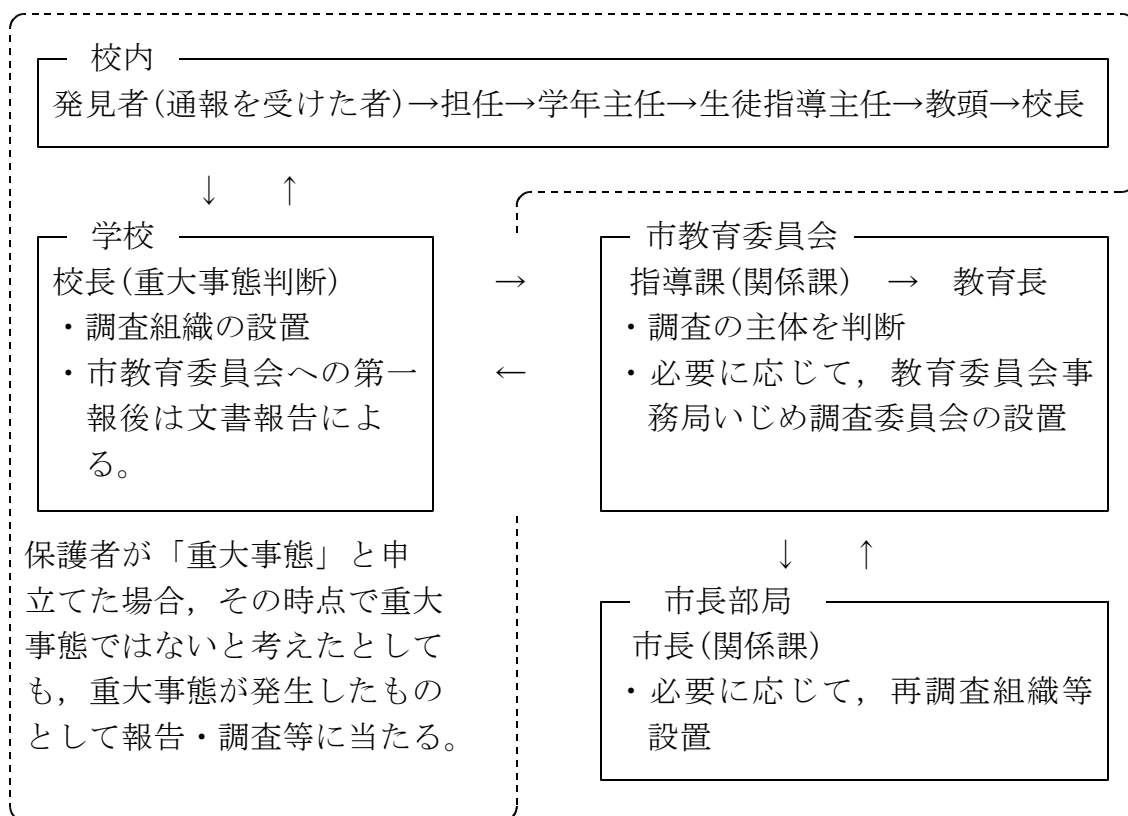 校内
発見者(通報を受けた者)→担任→学年主任→生徒指導主任→教頭→校長
↓ ↑
学校
校長(重大事態判断)
・調査組織の設置
・市教育委員会への第一
報後は文書報告によ
る。
→
←
市教育委員会
指導課(関係課) → 教育長
・調査の主体を判断
・必要に応じて，教育委員会事
務局いじめ調査委員会の設置
保護者が「重大事態」と申
立てた場合，その時点で重大
事態ではないと考えたとして
も，重大事態が発生したもの
として報告・調査等に当たる。
↓ ↑
市長部局
市長(関係課)
・必要に応じて，再調査組織等
設置